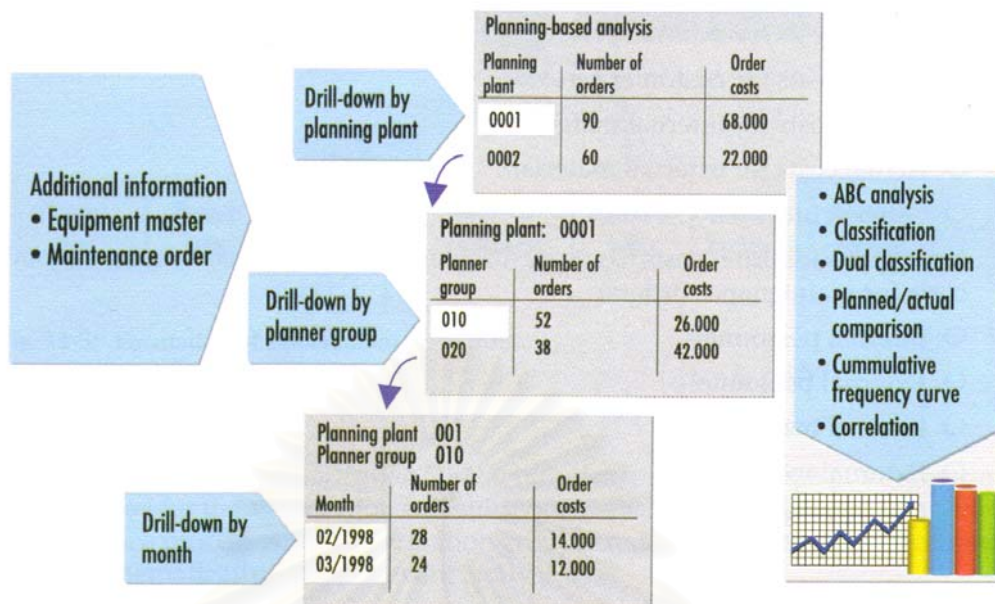 Additional information
• Equipment master
• Maintenance order
Drill-down by
planning plant
Planning-based analysis
Planning Number of Order
plant orders costs
0001 90 68.000
0002 60 22.000
Drill-down by
planner group
Planning plant: 0001
Planner Number of Order
group orders costs
010 52 26.000
020 38 42.000
Drill-down by
month
Planning plant 001
Planner group 010
Number of Order
Month orders costs
02/1998 28 14.000
03/1998 24 12.000
• ABC analysis
• Classification
• Dual classification
• Planned/actual
comparison
• Cummulative
frequency curve
• Correlation